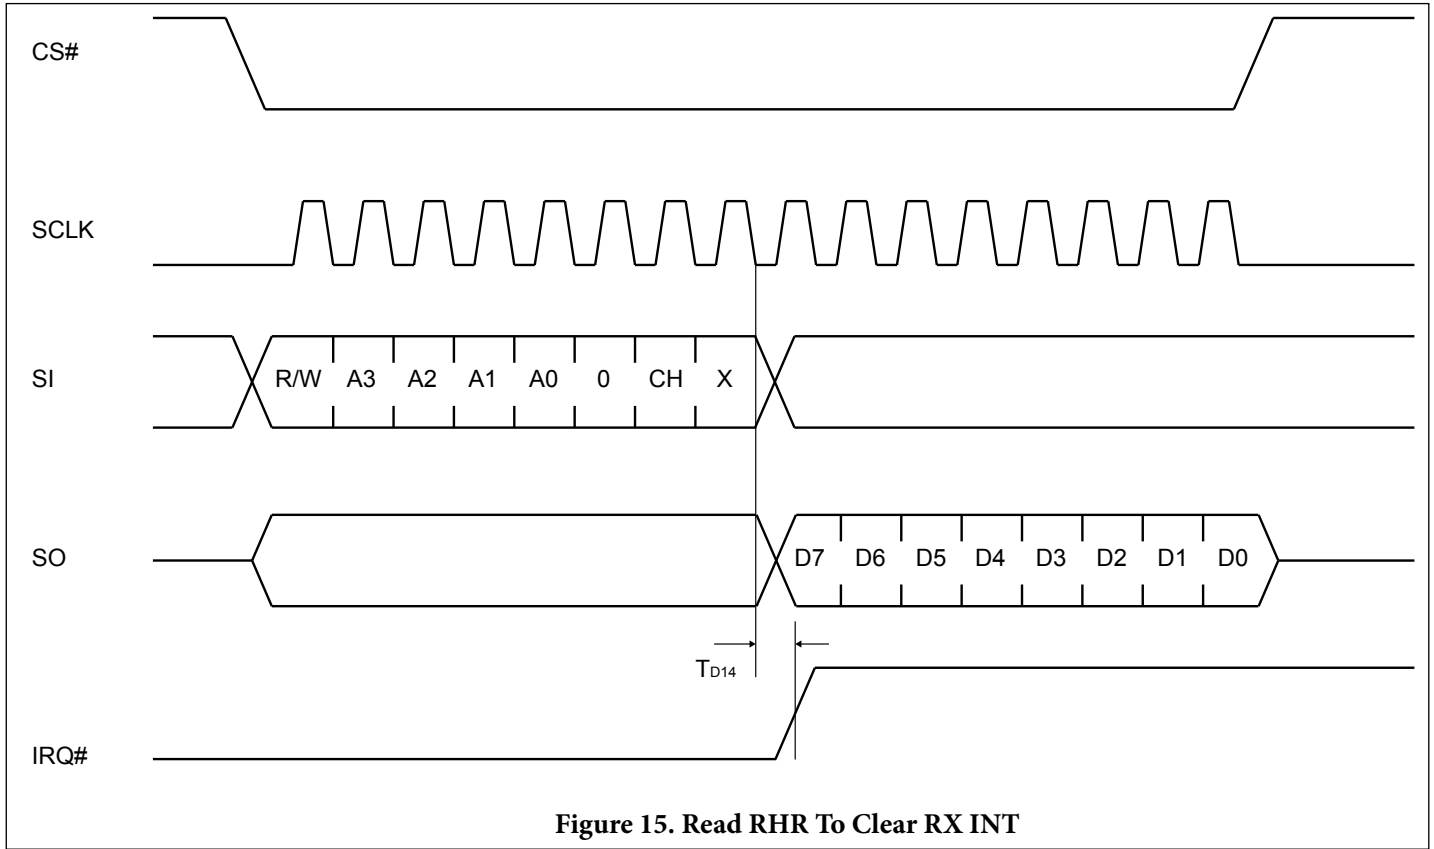 CS#
SCLK
SI
R/W A3 A2 A1 A0 0 CH X
SO
D7 D6 D5 D4 D3 D2 D1 D0
TD14
IRQ#
Figure 15. Read RHR To Clear RX INT